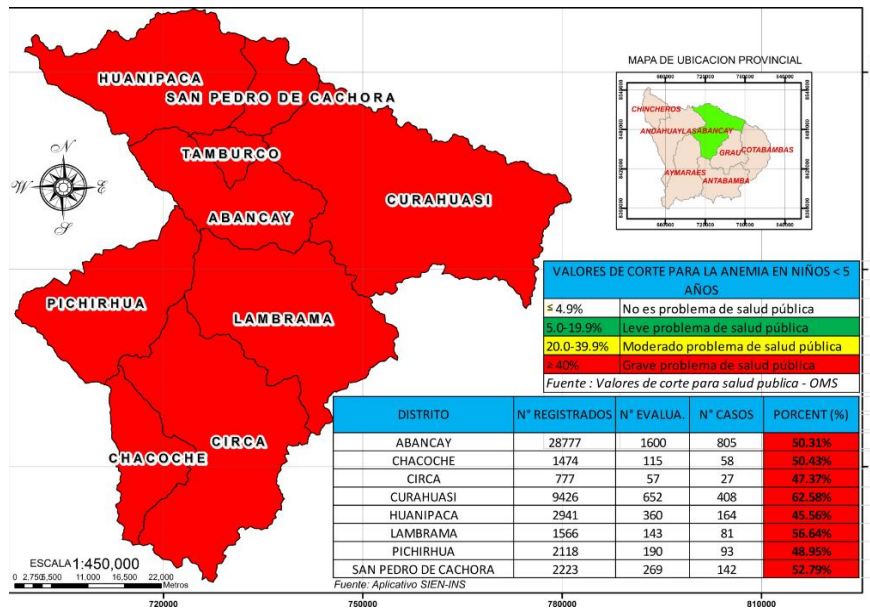 HUANIPACA
SAN PEDRO DE CACHORA
TAMBURCO
CURAHUASI
ABANCAY
PICHIRHUA
LAMBRAMA
CIRCA
CHACOCHE
N
W E
S
MAPA DE UBICACION PROVINCIAL
660000 720000 780000 840000
CHINCHEROS
ANDAHUAYLAS ABANCAY
GRAU COTABAMBAS
AYMARAES
ANTABAMBA
660000 720000 780000 840000
VALORES DE CORTE PARA LA ANEMIA EN NIÑOS < 5
AÑOS
≤ 4.9% No es problema de salud pública
5.0-19.9% Leve problema de salud pública
20.0-39.9% Moderado problema de salud pública
≥ 40% Grave problema de salud pública
Fuente : Valores de corte para salud publica - OMS
DISTRITO N° REGISTRADOS N° EVALUA. N° CASOS PORCENT (%)
ABANCAY 28777 1600 805 50.31%
CHACOCHE 1474 115 58 50.43%
CIRCA 777 57 27 47.37%
CURAHUASI 9426 652 408 62.58%
HUANIPACA 2941 360 164 45.56%
LAMBRAMA 1566 143 81 56.64%
PICHIRHUA 2118 190 93 48.95%
SAN PEDRO DE CACHORA 2223 269 142 52.79%
Fuente: Aplicativo SIEN-INS
ESCALA 1:450,000
0 2.750 5,500 11.000 16,500 22,000
Metros
720000 750000 780000 810000